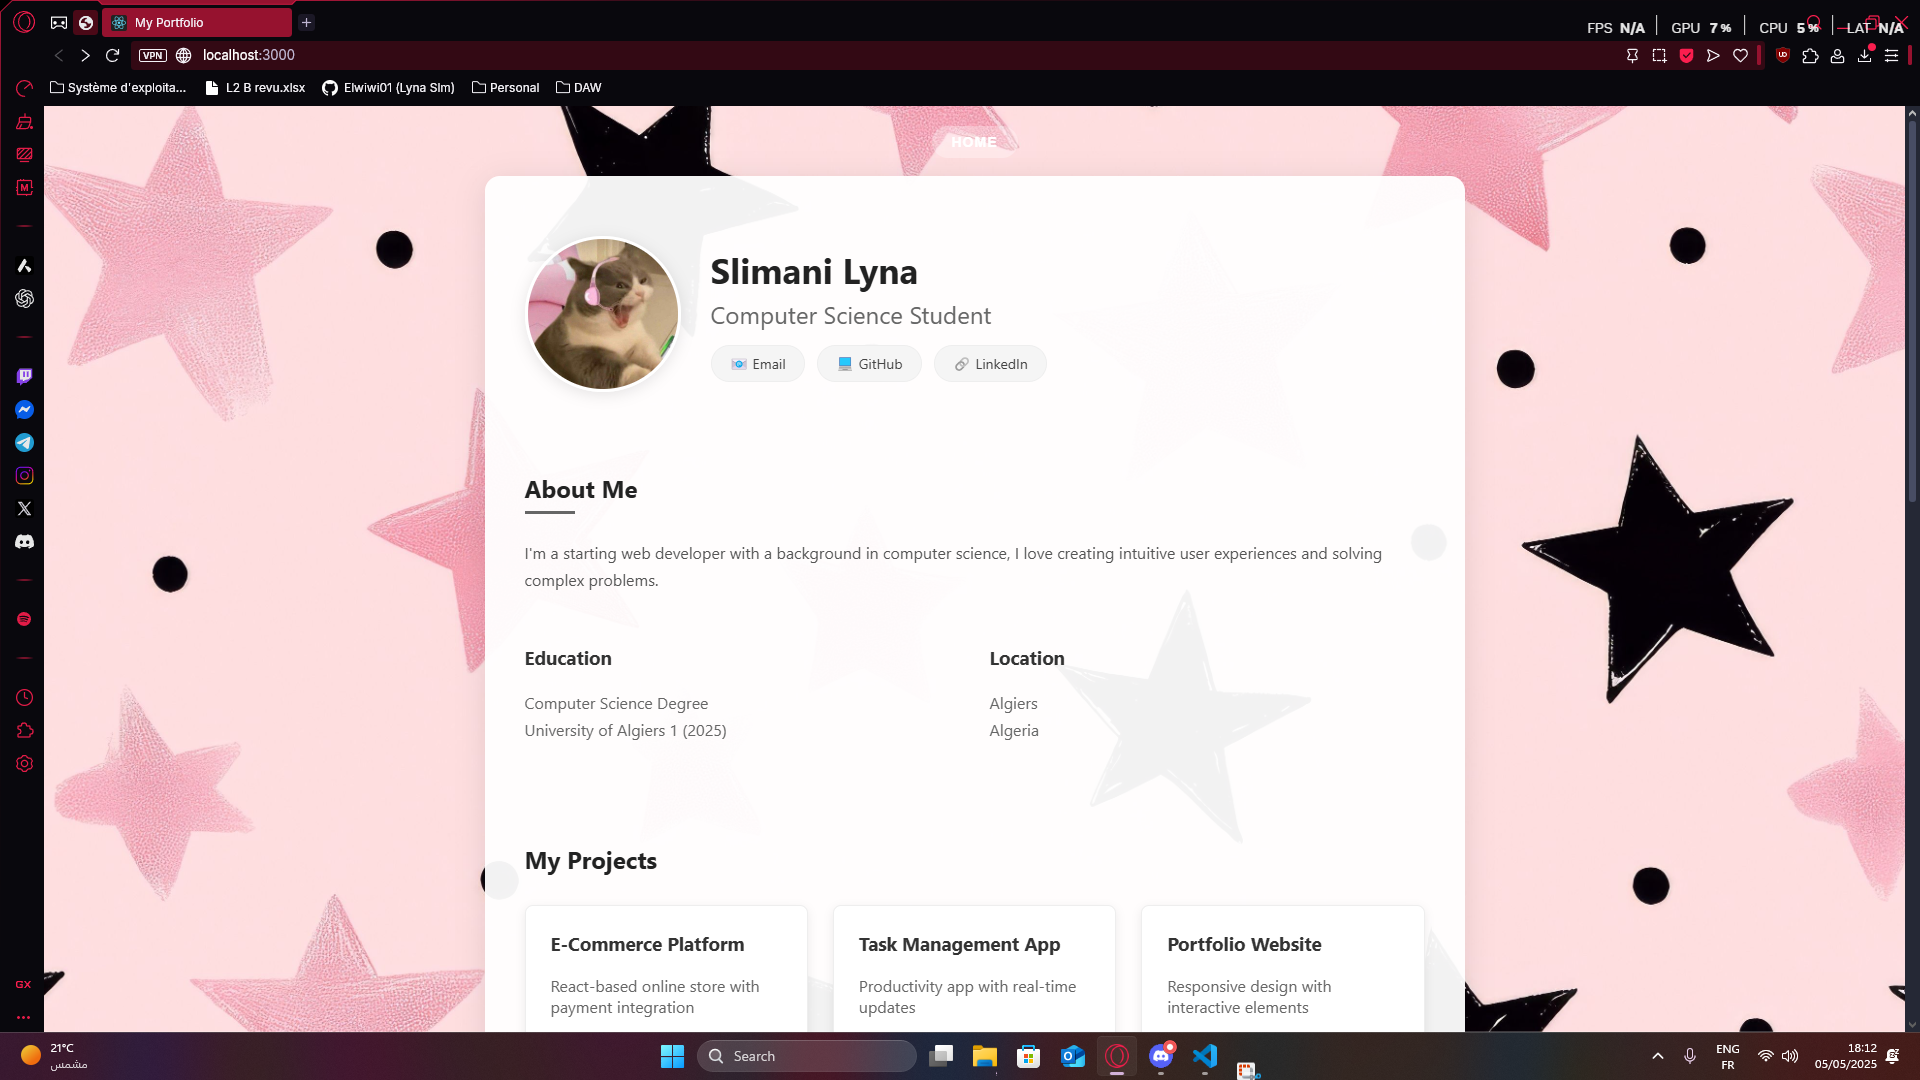 My Portfolio
FPS N/A GPU 7 % CPU 5 % LAT N/A
VPN localhost:3000
Système d'exploita...
L2 B revu.xlsx
Elwiwi01 (Lyna Slm)
Personal
DAW
HOME
Slimani Lyna
Computer Science Student
Email
GitHub
LinkedIn
About Me
I'm a starting web developer with a background in computer science, I love creating intuitive user experiences and solving
complex problems.
Education
Computer Science Degree
University of Algiers 1 (2025)
Location
Algiers
Algeria
My Projects
E-Commerce Platform
React-based online store with
payment integration
Task Management App
Productivity app with real-time
updates
Portfolio Website
Responsive design with
interactive elements
GX
21°C
مشمس
Search
ENG
FR
18:12
05/05/2025